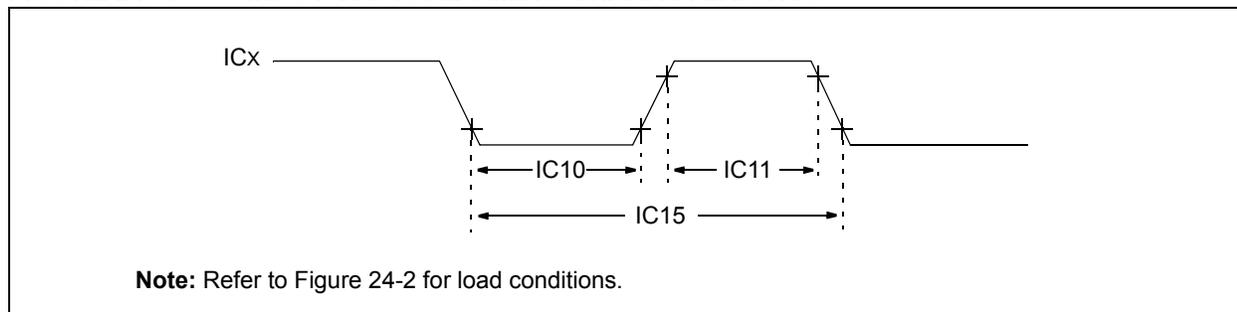 ICx
IC10
IC11
IC15
Note: Refer to Figure 24-2 for load conditions.